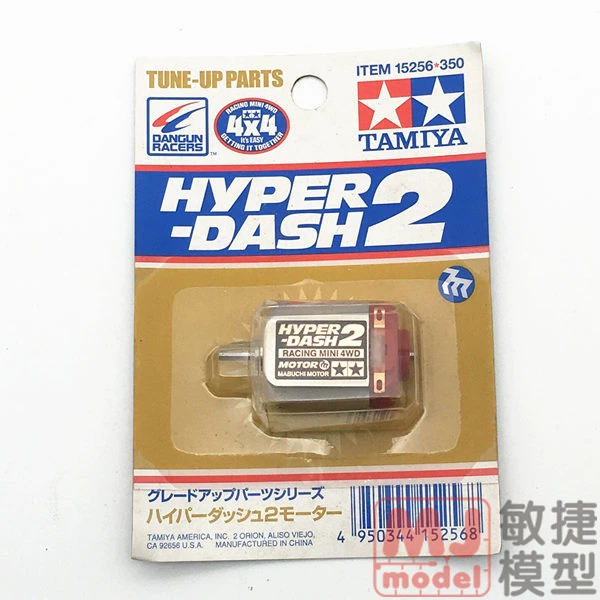 TUNE-UP PARTS
ITEM 15256*350
DANGUN
RACERS
TM
RACING MINI 4WD
4x4
It's EASY
GETTING IT TOGETHER
TAMIYA
HYPER
-DASH 2
HYPER
-DASH 2
RACING MINI 4WD
MOTOR
MABUCHI MOTOR
グレードアップパーツシリーズ
ハイパーダッシュ2モーター
TAMIYA AMERICA, INC. 2 ORION, ALISO VIEJO,
CA 92656 U.S.A. MANUFACTURED IN CHINA
4 950344 152568
MJ
model
敏捷
模型